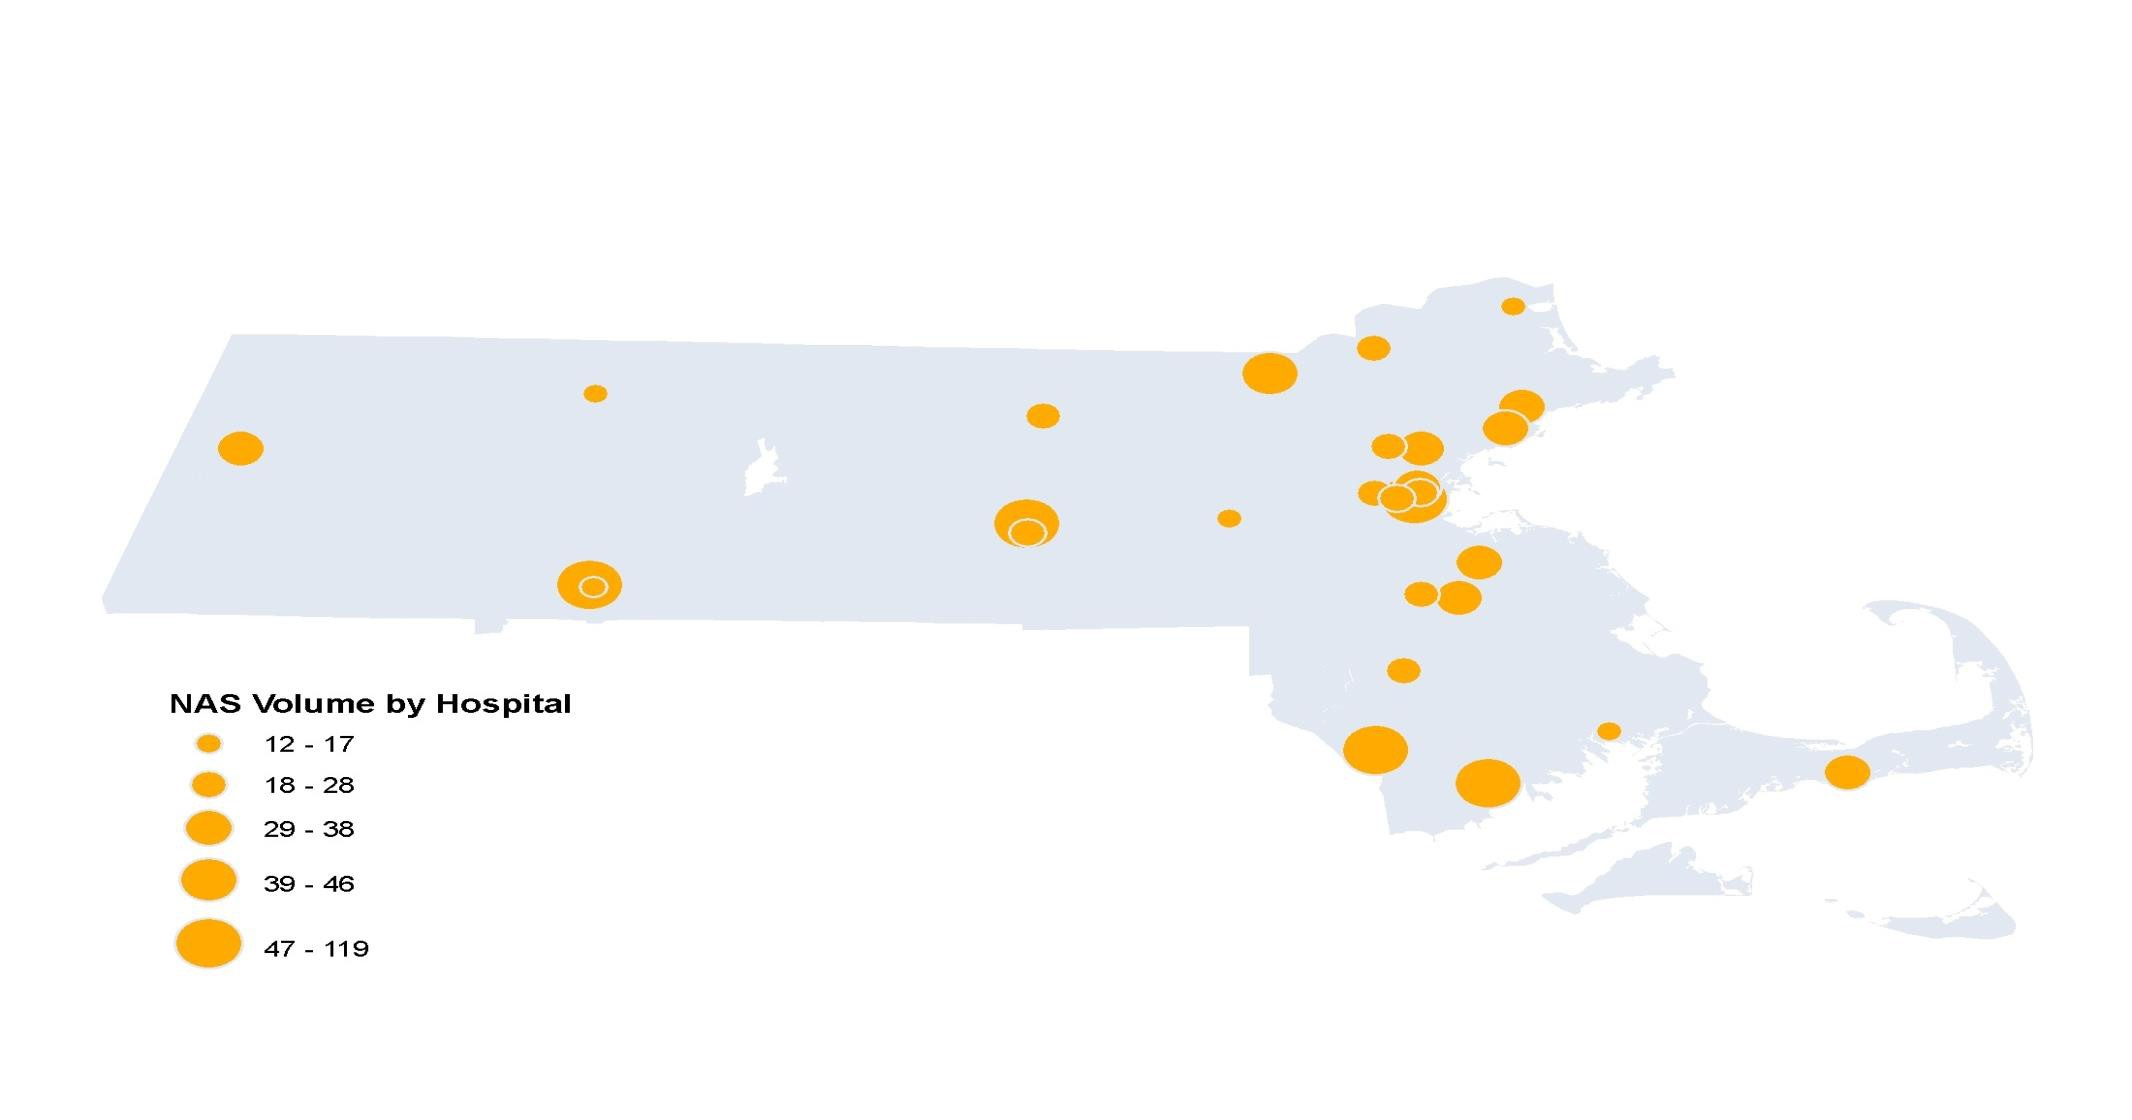 NAS Volume by Hospital
12 - 17
18 - 28
29 - 38
39 - 46
47 - 119